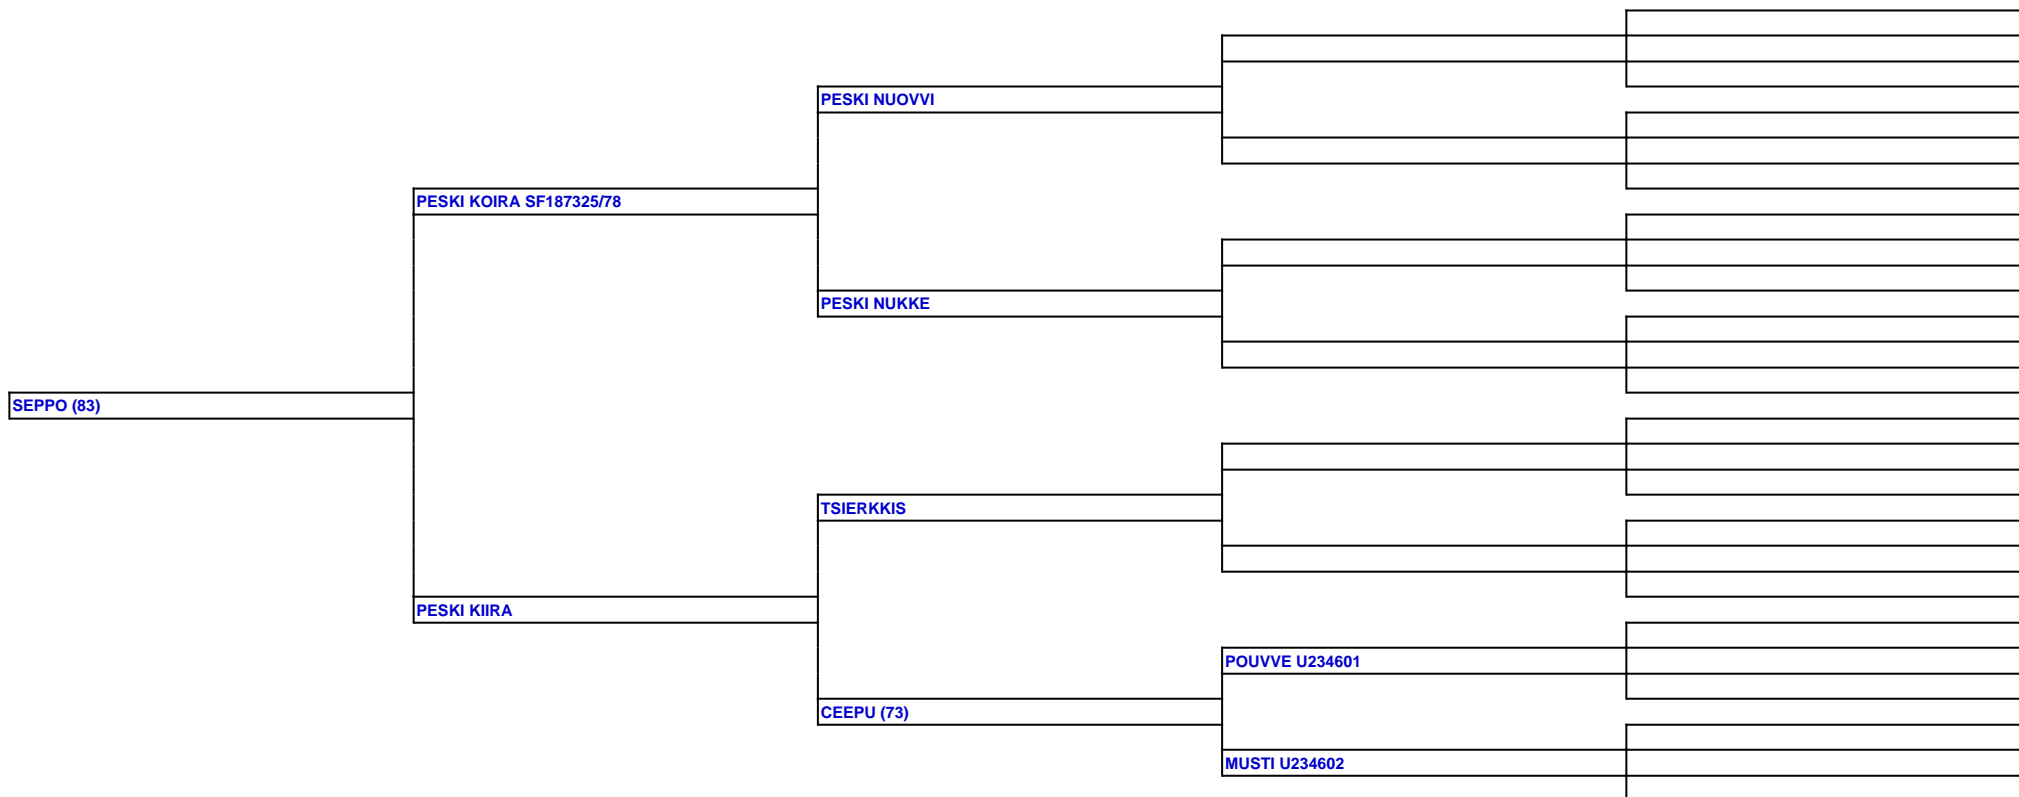 PESKI NUOVVI
PESKI KOIRA SF187325/78
PESKI NUKKE
SEPPO (83)
TSIERKKIS
PESKI KIIRA
POUVVE U234601
CEEPU (73)
MUSTI U234602